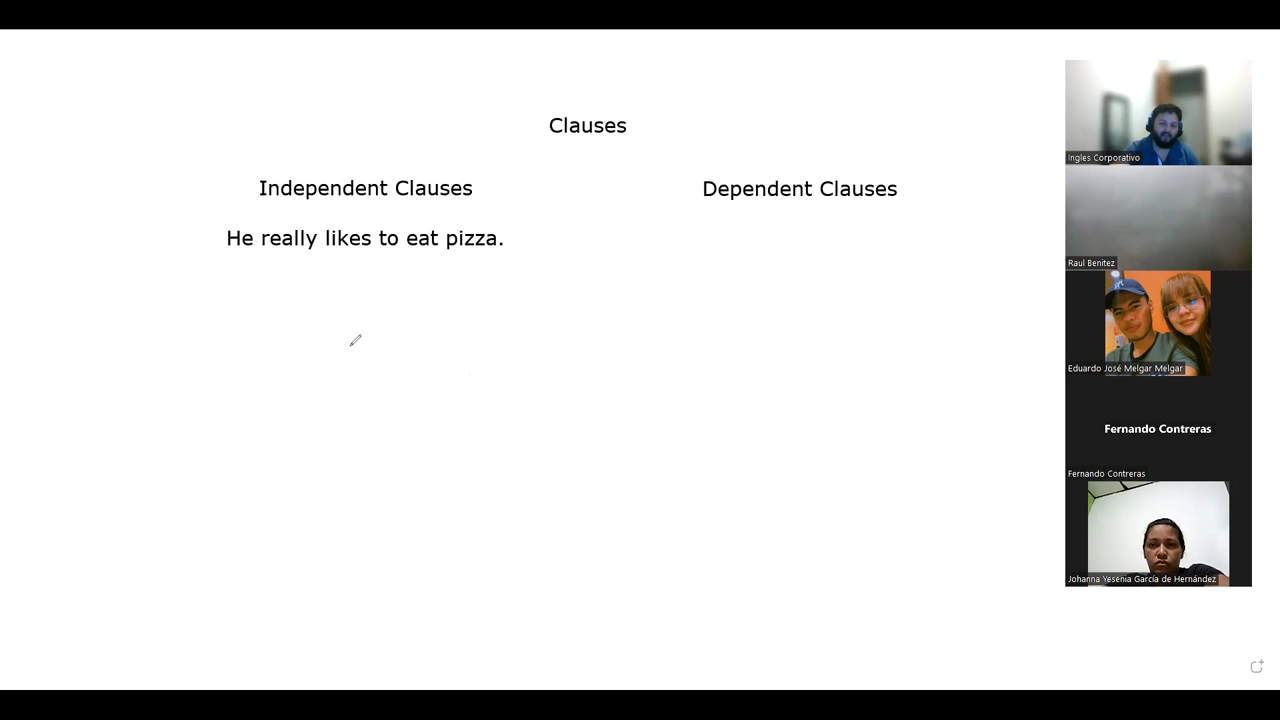 Clauses
Independent Clauses
Dependent Clauses
He really likes to eat pizza.
Ingles Corporativo
Raul Benitez
Eduardo José Melgar Melgar
Fernando Contreras
Fernando Contreras
Johanna Yesenia García de Hernández